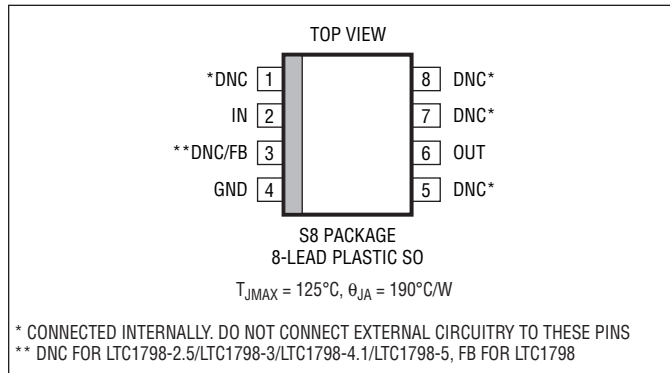 TOP VIEW
*DNC 1 8 DNC*
IN 2 7 DNC*
**DNC/FB 3 6 OUT
GND 4 5 DNC*
S8 PACKAGE
8-LEAD PLASTIC SO
TJMAX = 125°C, θJA = 190°C/W
* CONNECTED INTERNALLY. DO NOT CONNECT EXTERNAL CIRCUITRY TO THESE PINS
** DNC FOR LTC1798-2.5/LTC1798-3/LTC1798-4.1/LTC1798-5, FB FOR LTC1798